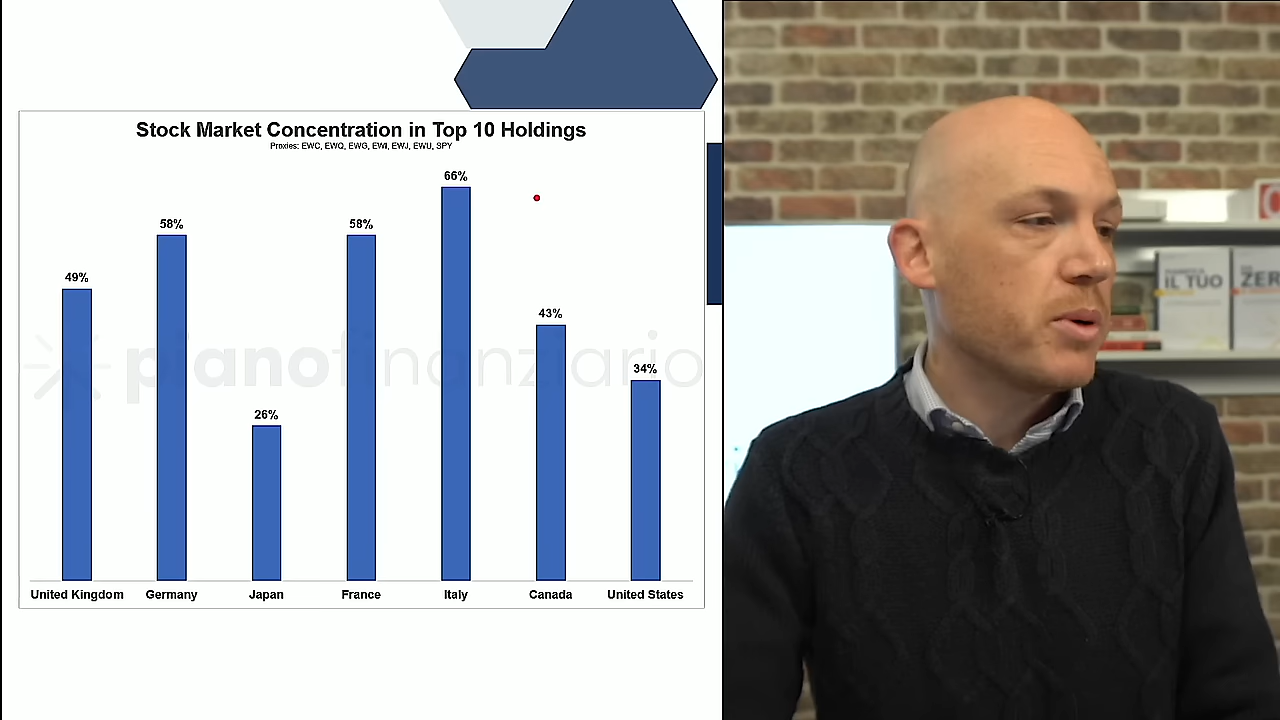 Stock Market Concentration in Top 10 Holdings
Proxies: EWC, EWQ, EWG, EWI, EWJ, EWU, SPY
66%
58%
58%
49%
43%
34%
26%
pianofinanziario
United Kingdom
Germany
Japan
France
Italy
Canada
United States
IL TUO
ZER